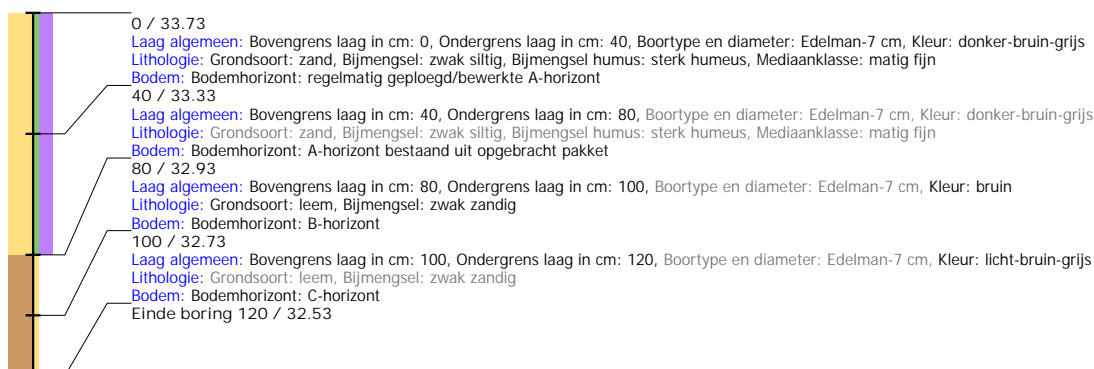 0 / 33.73
Laag algemeen: Bovengrens laag in cm: 0, Ondergrens laag in cm: 40, Boortype en diameter: Edelman-7 cm, Kleur: donker-bruin-grijs
Lithologie: Grondsoort: zand, Bijmengsel: zwak siltig, Bijmengsel humus: sterk humeus, Mediaanklasse: matig fijn
Bodem: Bodemhorizont: regelmatig geploegd/bewerkte A-horizont
40 / 33.33
Laag algemeen: Bovengrens laag in cm: 40, Ondergrens laag in cm: 80, Boortype en diameter: Edelman-7 cm, Kleur: donker-bruin-grijs
Lithologie: Grondsoort: zand, Bijmengsel: zwak siltig, Bijmengsel humus: sterk humeus, Mediaanklasse: matig fijn
Bodem: Bodemhorizont: A-horizont bestaand uit opgebracht pakket
80 / 32.93
Laag algemeen: Bovengrens laag in cm: 80, Ondergrens laag in cm: 100, Boortype en diameter: Edelman-7 cm, Kleur: bruin
Lithologie: Grondsoort: leem, Bijmengsel: zwak zandig
Bodem: Bodemhorizont: B-horizont
100 / 32.73
Laag algemeen: Bovengrens laag in cm: 100, Ondergrens laag in cm: 120, Boortype en diameter: Edelman-7 cm, Kleur: licht-bruin-grijs
Lithologie: Grondsoort: leem, Bijmengsel: zwak zandig
Bodem: Bodemhorizont: C-horizont
Einde boring 120 / 32.53